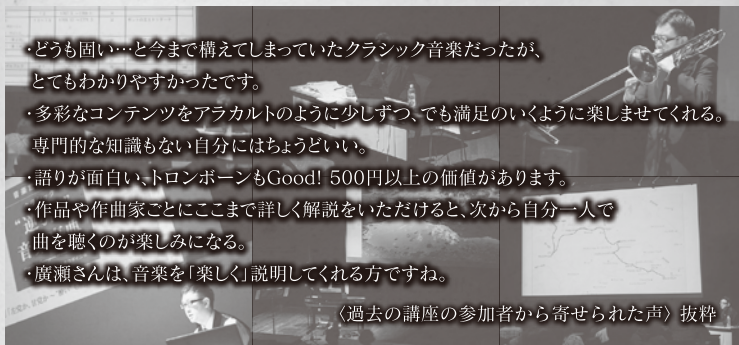 ・どうも固い…と今まで構えてしまっていたクラシック音楽だったが、
とてもわかりやすかったです。
・多彩なコンテンツをアラカルトのように少しずつ、でも満足のいくように楽しませてくれる。
専門的な知識もない自分にはちょうどいい。
・語りが面白い、トロンボーンもGood! 500円以上の価値があります。
・作品や作曲家ごとにここまで詳しく解説をいただけると、次から自分一人で
曲を聴くのが楽しみになる。
・廣瀬さんは、音楽を「楽しく」説明してくれる方ですね。
〈過去の講座の参加者から寄せられた声〉 抜粋